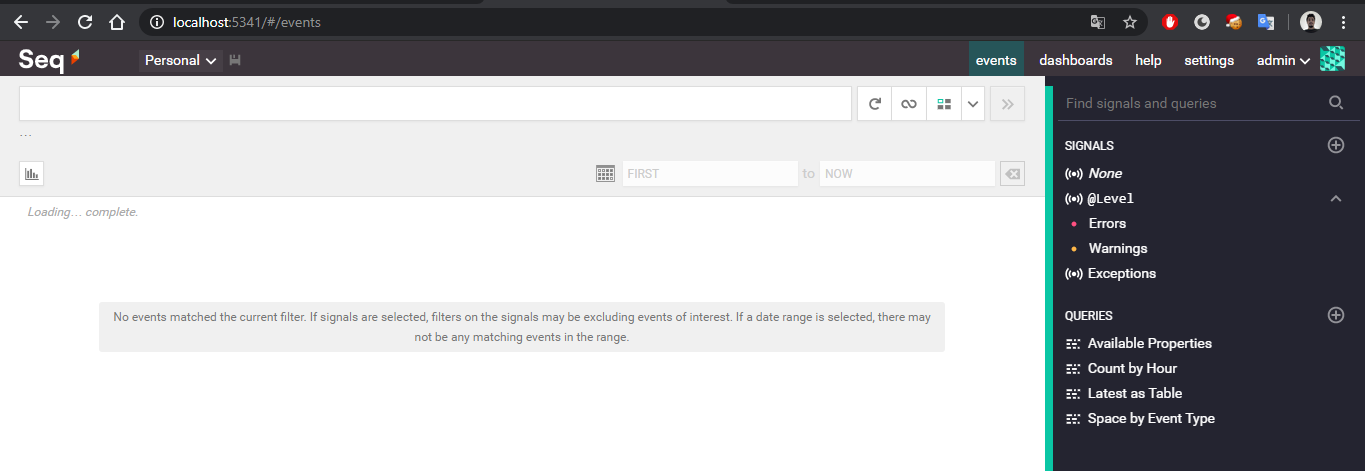 localhost:5341/#/events
Seq
Personal
events dashboards help settings admin
...
FIRST to NOW
Loading... complete.
No events matched the current filter. If signals are selected, filters on the signals may be excluding events of interest. If a date range is selected, there may
not be any matching events in the range.
Find signals and queries
SIGNALS
None
@Level
Errors
Warnings
Exceptions
QUERIES
Available Properties
Count by Hour
Latest as Table
Space by Event Type